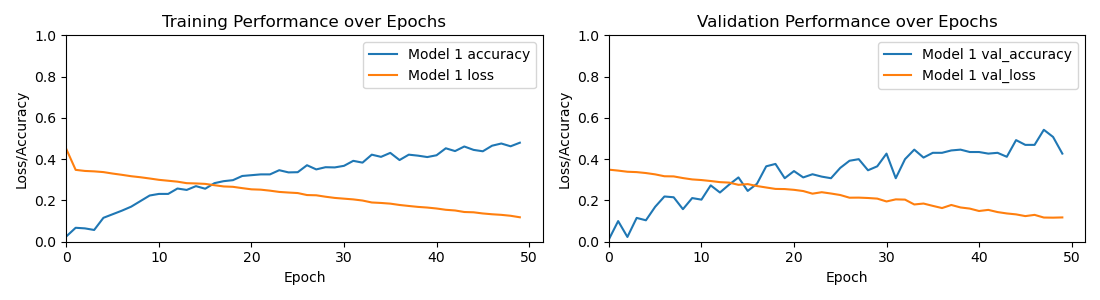 Training Performance over Epochs
1.0
0.8
0.6
0.4
0.2
0.0
Loss/Accuracy
Model 1 accuracy
Model 1 loss
0 10 20 30 40 50
Epoch
Validation Performance over Epochs
1.0
0.8
0.6
0.4
0.2
0.0
Loss/Accuracy
Model 1 val_accuracy
Model 1 val_loss
0 10 20 30 40 50
Epoch